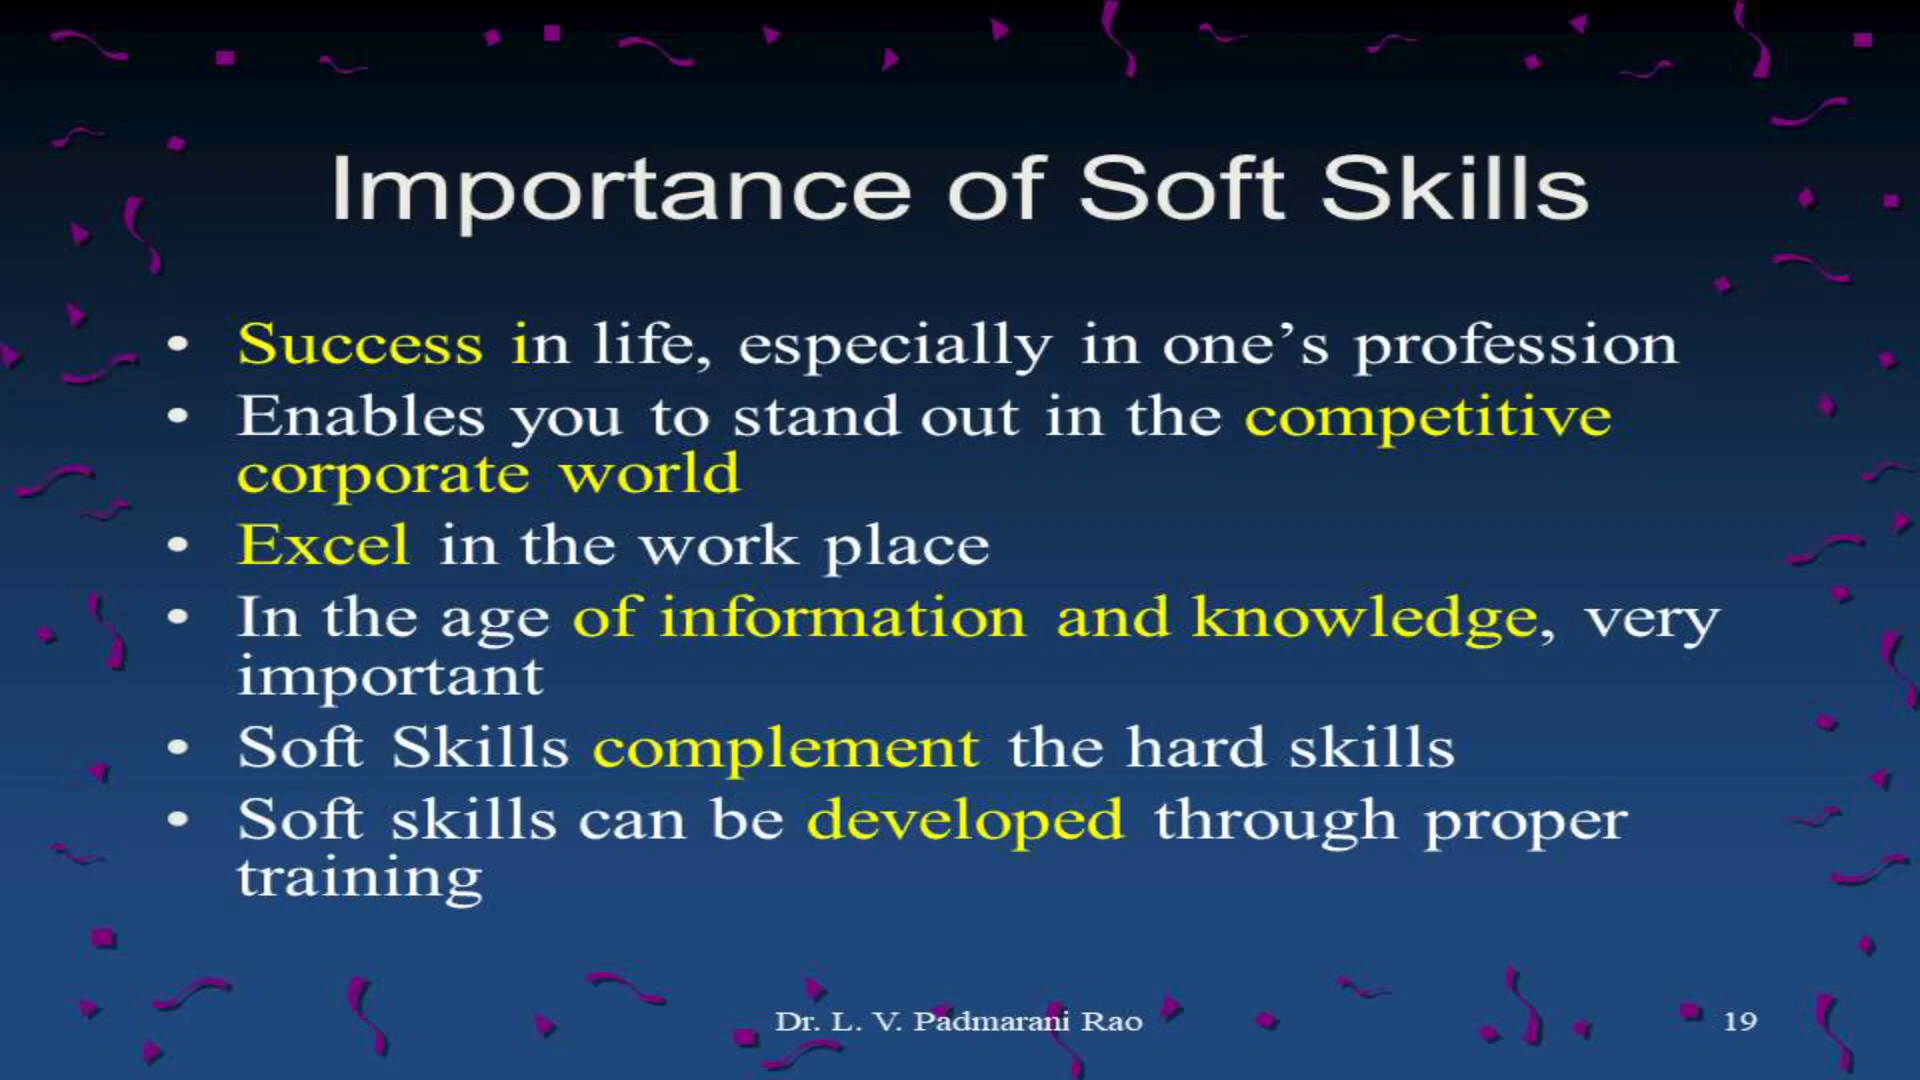 Importance of Soft Skills
• Success in life, especially in one’s profession
• Enables you to stand out in the competitive
corporate world
• Excel in the work place
• In the age of information and knowledge, very
important
• Soft Skills complement the hard skills
• Soft skills can be developed through proper
training
Dr. L. V. Padmarani Rao
19